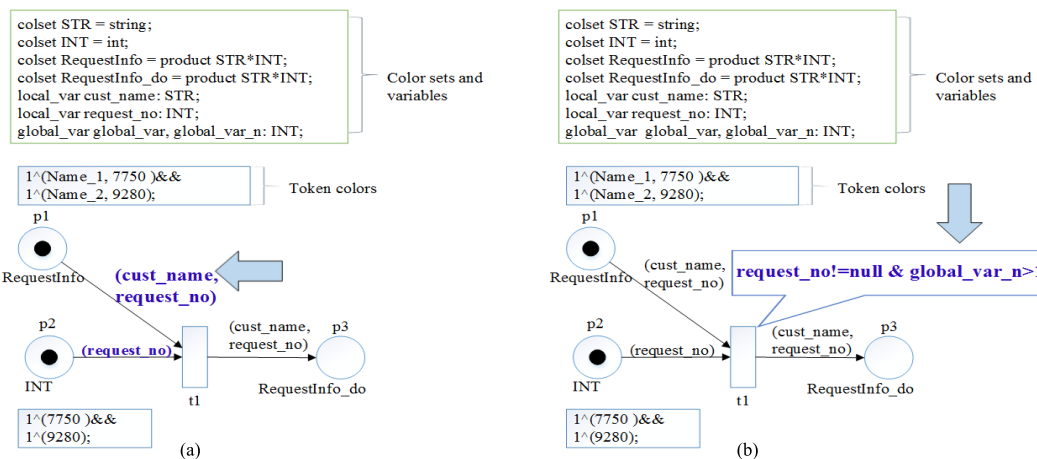 colset STR = string;
colset INT = int;
colset RequestInfo = product STR*INT;
colset RequestInfo_do = product STR*INT;
local_var cust_name: STR;
local_var request_no: INT;
global_var global_var, global_var_n: INT;
Color sets and
variables
1^(Name_1, 7750 )&&
1^(Name_2, 9280);
Token colors
p1
RequestInfo
(cust_name,
request_no)
p2
(request_no)
INT
t1
(cust_name,
request_no)
p3
RequestInfo_do
1^(7750 )&&
1^(9280);
(a)
colset STR = string;
colset INT = int;
colset RequestInfo = product STR*INT;
colset RequestInfo_do = product STR*INT;
local_var cust_name: STR;
local_var request_no: INT;
global_var global_var, global_var_n: INT;
Color sets and
variables
1^(Name_1, 7750 )&&
1^(Name_2, 9280);
Token colors
p1
RequestInfo
(cust_name,
request_no)
request_no!=null & global_var_n>1
p2
(request_no)
INT
t1
(cust_name,
request_no)
p3
RequestInfo_do
1^(7750 )&&
1^(9280);
(b)